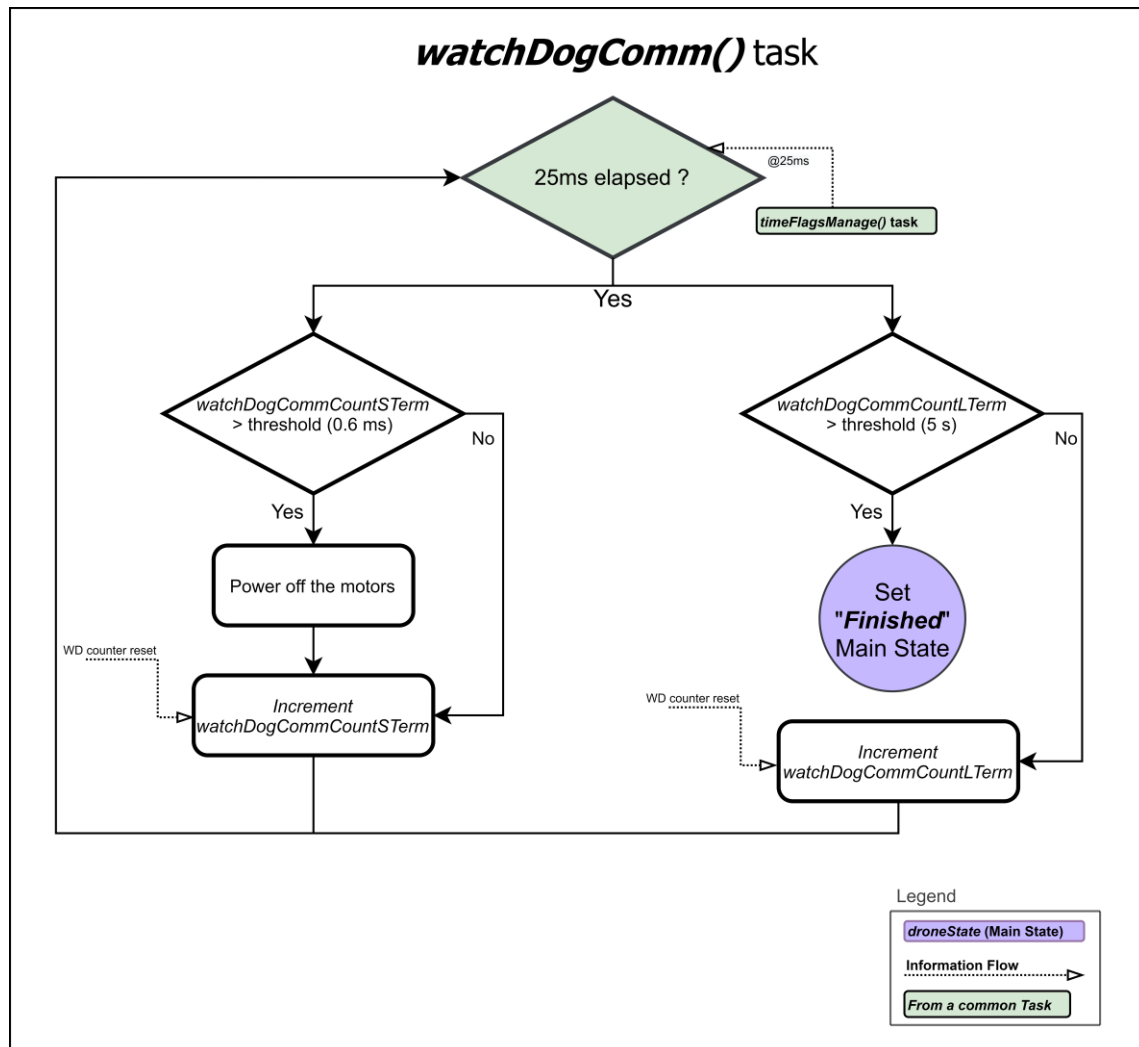 watchDogComm() task
25ms elapsed ?
@25ms
timeFlagsManage() task
Yes
watchDogCommCountSTerm
> threshold (0.6 ms)
No
Yes
Power off the motors
WD counter reset
Increment
watchDogCommCountSTerm
watchDogCommCountLTerm
> threshold (5 s)
No
Yes
Set
"Finished"
Main State
WD counter reset
Increment
watchDogCommCountLTerm
Legend
droneState (Main State)
Information Flow
From a common Task